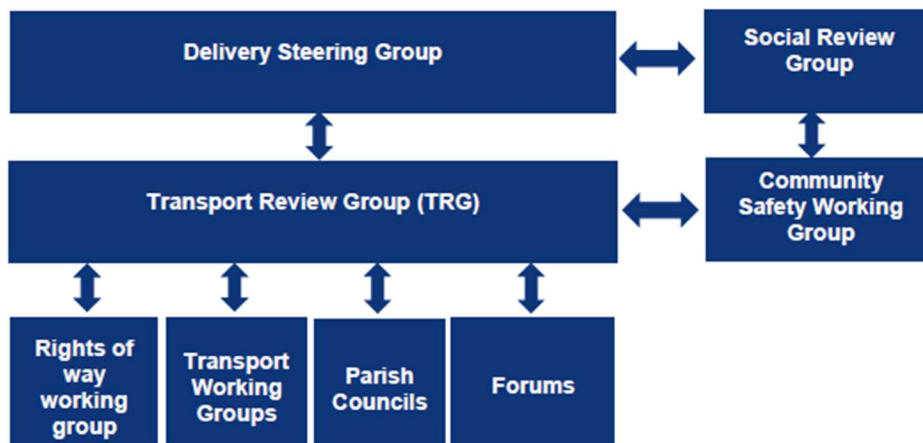 Delivery Steering Group
Social Review
Group
Transport Review Group (TRG)
Community
Safety Working
Group
Rights of
way
working
group
Transport
Working
Groups
Parish
Councils
Forums